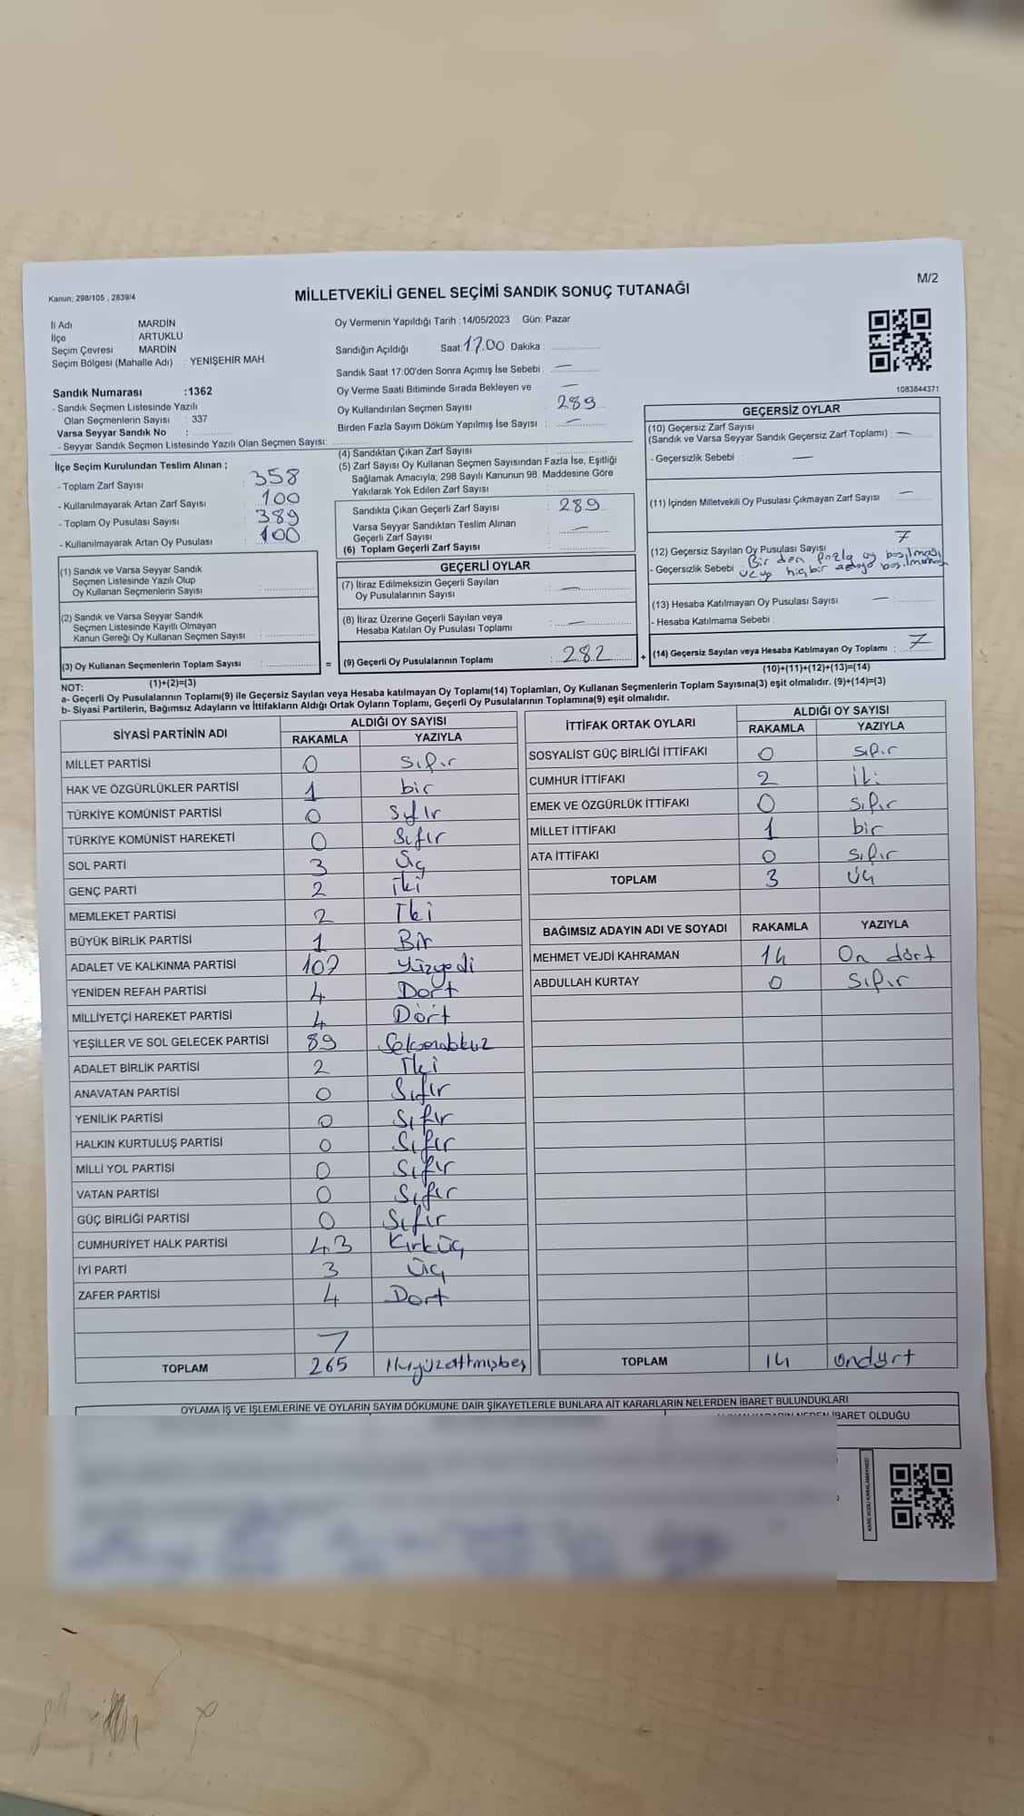 Kanun: 298/105 , 2839/4
M/2
MİLLETVEKİLİ GENEL SEÇİMİ SANDIK SONUÇ TUTANAĞI
İl Adı MARDİN
İlçe ARTUKLU
Seçim Çevresi MARDİN
Seçim Bölgesi (Mahalle Adı) : YENİŞEHİR MAH.
Sandık Numarası :1362
- Sandık Seçmen Listesinde Yazılı
Olan Seçmenlerin Sayısı : 337
Varsa Seyyar Sandık No :
- Seyyar Sandık Seçmen Listesinde Yazılı Olan Seçmen Sayısı:
Oy Vermenin Yapıldığı Tarih :14/05/2023 Gün: Pazar
Sandığın Açıldığı Saat:17.00 Dakika :
Sandık Saat 17:00'den Sonra Açımış İse Sebebi : —
Oy Verme Saati Bitiminde Sırada Bekleyen ve —
Oy Kullandırılan Seçmen Sayısı : 289
Birden Fazla Sayım Döküm Yapılmış İse Sayısı : —
1083844371
İlçe Seçim Kurulundan Teslim Alınan ;
- Toplam Zarf Sayısı : 358
- Kullanılmayarak Artan Zarf Sayısı : 100
- Toplam Oy Pusulası Sayısı : 389
- Kullanılmayarak Artan Oy Pusulası : 100
(1) Sandık ve Varsa Seyyar Sandık
Seçmen Listesinde Yazılı Olup
Oy Kullanan Seçmenlerin Sayısı :
(2) Sandık ve Varsa Seyyar Sandık
Seçmen Listesinde Kayıtlı Olmayan
Kanun Gereği Oy Kullanan Seçmen Sayısı :
(3) Oy Kullanan Seçmenlerin Toplam Sayısı :
(1)+(2)=(3)
(4) Sandıktan Çıkan Zarf Sayısı :
(5) Zarf Sayısı Oy Kullanan Seçmen Sayısından Fazla İse, Eşitliği
Sağlamak Amacıyla; 298 Sayılı Kanunun 98. Maddesine Göre
Yakılarak Yok Edilen Zarf Sayısı :
Sandıkta Çıkan Geçerli Zarf Sayısı : 289
Varsa Seyyar Sandıktan Teslim Alınan
Geçerli Zarf Sayısı : —
(6) Toplam Geçerli Zarf Sayısı :
GEÇERLİ OYLAR
(7) İtiraz Edilmeksizin Geçerli Sayılan
Oy Pusulalarının Sayısı : —
(8) İtiraz Üzerine Geçerli Sayılan veya
Hesaba Katılan Oy Pusulası Toplamı : —
= (9) Geçerli Oy Pusulalarının Toplamı : 282
GEÇERSİZ OYLAR
(10) Geçersiz Zarf Sayısı
(Sandık ve Varsa Seyyar Sandık Geçersiz Zarf Toplamı) : —
- Geçersizlik Sebebi : —
(11) İçinden Milletvekili Oy Pusulası Çıkmayan Zarf Sayısı : —
(12) Geçersiz Sayılan Oy Pusulası Sayısı 7
- Geçersizlik Sebebi : Birden fazla oy basılması
veya hiçbir adaya basılmaması
(13) Hesaba Katılmayan Oy Pusulası Sayısı : —
- Hesaba Katılmama Sebebi :
+ (14) Geçersiz Sayılan veya Hesaba Katılmayan Oy Toplamı : 7
(10)+(11)+(12)+(13)=(14)
NOT:
a- Geçerli Oy Pusulalarının Toplamı(9) ile Geçersiz Sayılan veya Hesaba katılmayan Oy Toplamı(14) Toplamları, Oy Kullanan Seçmenlerin Toplam Sayısına(3) eşit olmalıdır. (9)+(14)=(3)
b- Siyasi Partilerin, Bağımsız Adayların ve İttifakların Aldığı Ortak Oyların Toplamı, Geçerli Oy Pusulalarının Toplamına(9) eşit olmalıdır.
SİYASİ PARTİNİN ADI ALDIĞI OY SAYISI
RAKAMLA YAZIYLA
MİLLET PARTİSİ 0 Sıfır
HAK VE ÖZGÜRLÜKLER PARTİSİ 1 bir
TÜRKİYE KOMÜNİST PARTİSİ 0 Sıfır
TÜRKİYE KOMÜNİST HAREKETİ 0 Sıfır
SOL PARTİ 3 Üç
GENÇ PARTİ 2 İki
MEMLEKET PARTİSİ 2 İki
BÜYÜK BİRLİK PARTİSİ 1 Bir
ADALET VE KALKINMA PARTİSİ 107 Yüzyedi
YENİDEN REFAH PARTİSİ 4 Dört
MİLLİYETÇİ HAREKET PARTİSİ 4 Dört
YEŞİLLER VE SOL GELECEK PARTİSİ 89 Seksendokuz
ADALET BİRLİK PARTİSİ 2 İki
ANAVATAN PARTİSİ 0 Sıfır
YENİLİK PARTİSİ 0 Sıfır
HALKIN KURTULUŞ PARTİSİ 0 Sıfır
MİLLİ YOL PARTİSİ 0 Sıfır
VATAN PARTİSİ 0 Sıfır
GÜÇ BİRLİĞİ PARTİSİ 0 Sıfır
CUMHURİYET HALK PARTİSİ 43 Kırküç
İYİ PARTİ 3 Üç
ZAFER PARTİSİ 4 Dort
7
TOPLAM 265 İkiyüzaltmışbeş
İTTİFAK ORTAK OYLARI ALDIĞI OY SAYISI
RAKAMLA YAZIYLA
SOSYALİST GÜÇ BİRLİĞİ İTTİFAKI 0 Sıfır
CUMHUR İTTİFAKI 2 İki
EMEK VE ÖZGÜRLÜK İTTİFAKI 0 Sıfır
MİLLET İTTİFAKI 1 bir
ATA İTTİFAKI 0 Sıfır
TOPLAM 3 Üç
BAĞIMSIZ ADAYIN ADI VE SOYADI RAKAMLA YAZIYLA
MEHMET VEJDİ KAHRAMAN 14 On dört
ABDULLAH KURTAY 0 Sıfır
TOPLAM 14 ondört
OYLAMA İŞ VE İŞLEMLERİNE VE OYLARIN SAYIM DÖKÜMÜNE DAİR ŞİKAYETLERLE BUNLARA AİT KARARLARIN NELERDEN İBARET BULUNDUKLARI
NEDEN İBARET OLDUĞU